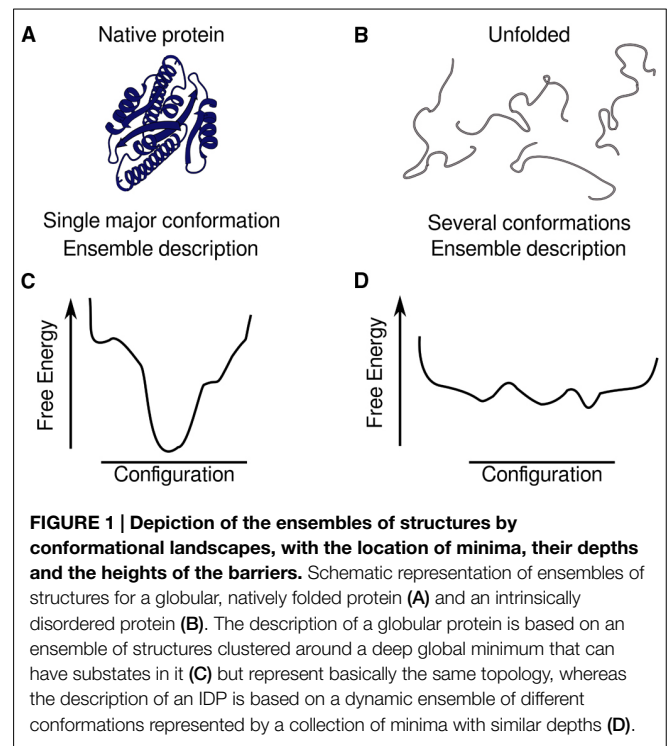 A Native protein
B Unfolded
Single major conformation
Ensemble description
Several conformations
Ensemble description
C
Free Energy
Configuration
D
Free Energy
Configuration
FIGURE 1 | Depiction of the ensembles of structures by
conformational landscapes, with the location of minima, their depths
and the heights of the barriers. Schematic representation of ensembles of
structures for a globular, natively folded protein (A) and an intrinsically
disordered protein (B). The description of a globular protein is based on an
ensemble of structures clustered around a deep global minimum that can
have substates in it (C) but represent basically the same topology, whereas
the description of an IDP is based on a dynamic ensemble of different
conformations represented by a collection of minima with similar depths (D).